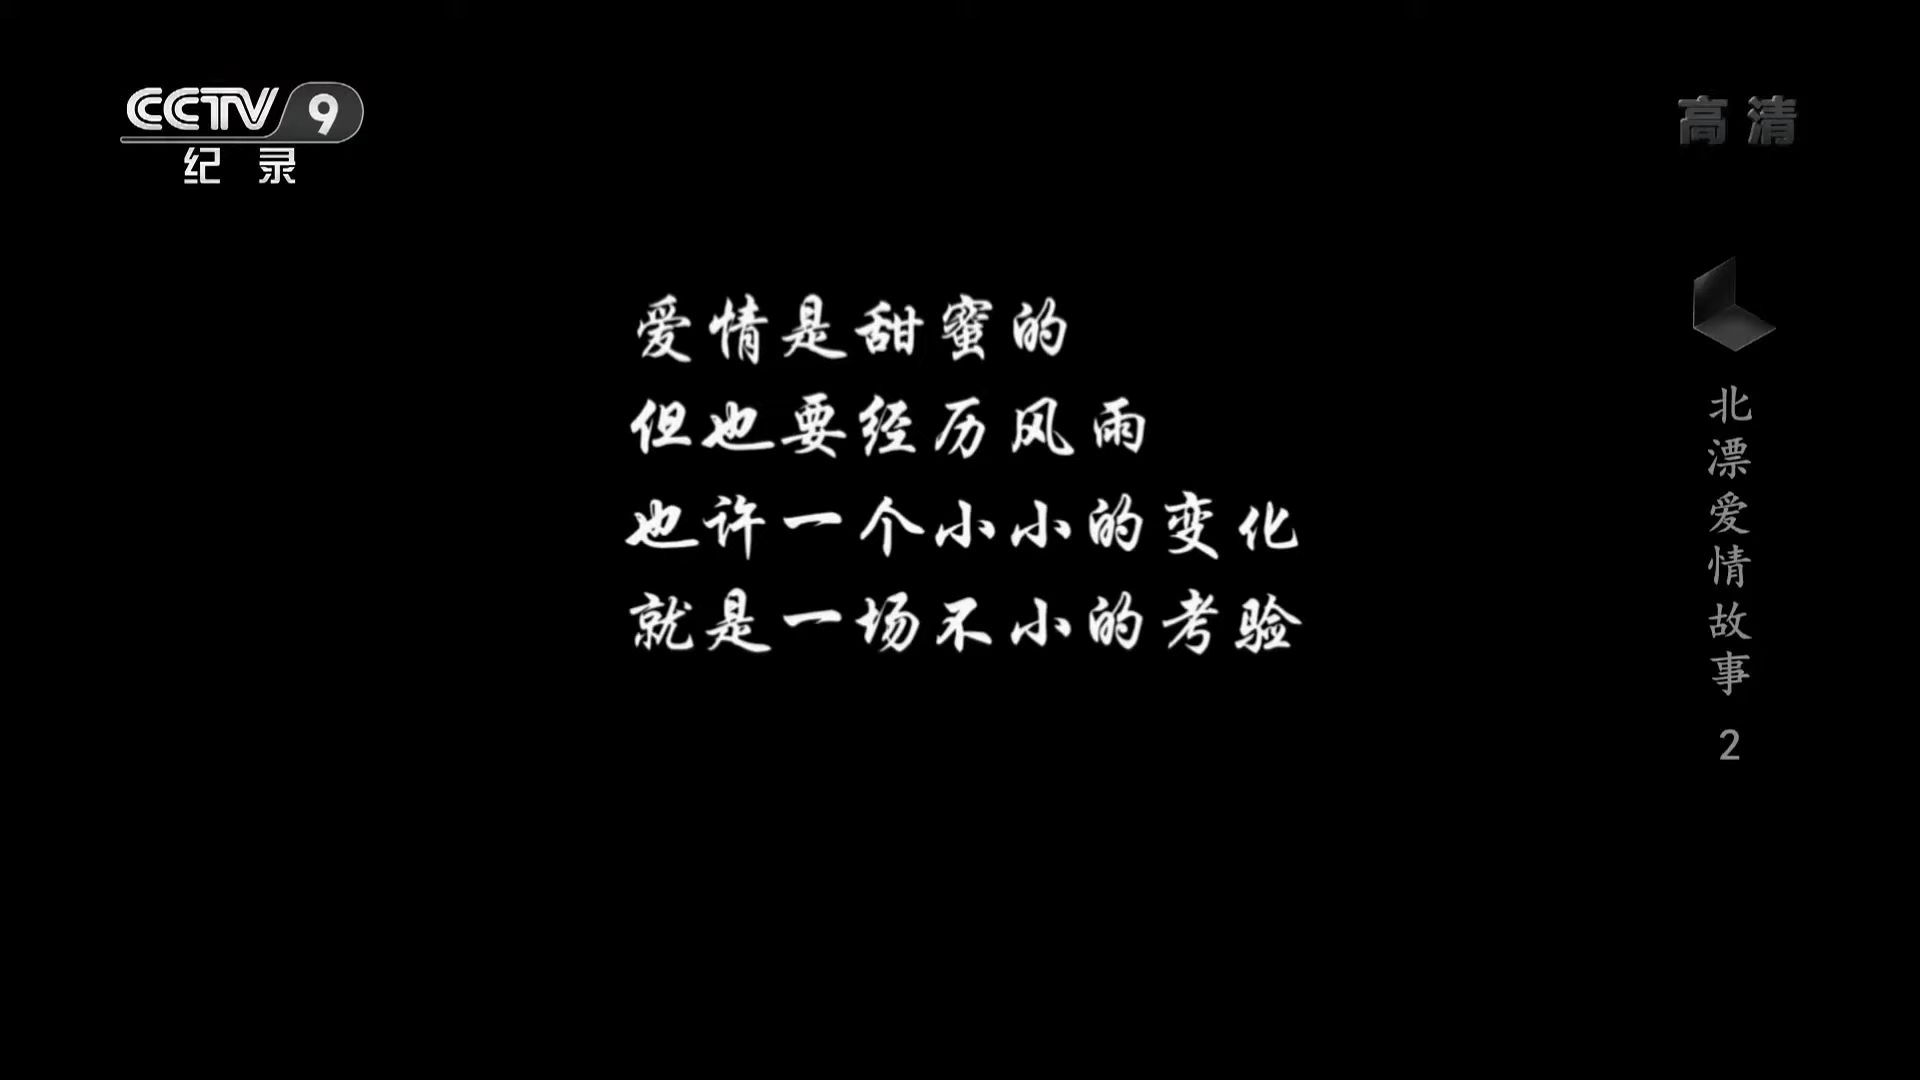 CCTV 9
纪录
高清
爱情是甜蜜的
但也要经历风雨
也许一个小小的变化
就是一场不小的考验
北漂爱情故事 2